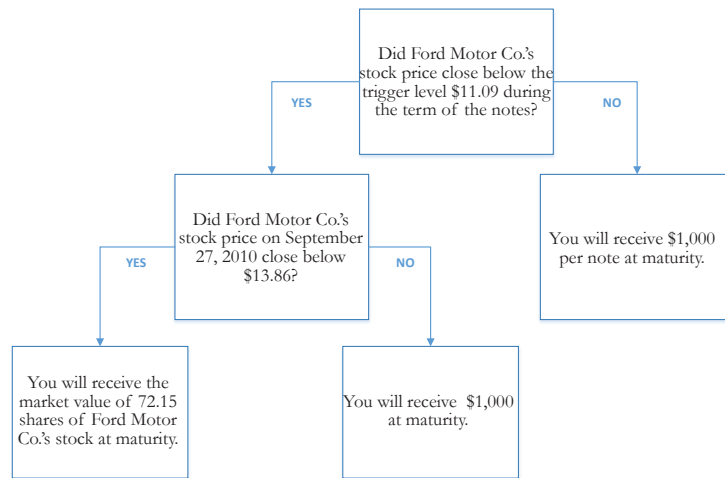 Did Ford Motor Co.'s
stock price close below the
trigger level $11.09 during
the term of the notes?
YES
NO
Did Ford Motor Co.'s
stock price on September
27, 2010 close below
$13.86?
You will receive $1,000
per note at maturity.
YES
NO
You will receive the
market value of 72.15
shares of Ford Motor
Co.'s stock at maturity.
You will receive $1,000
at maturity.